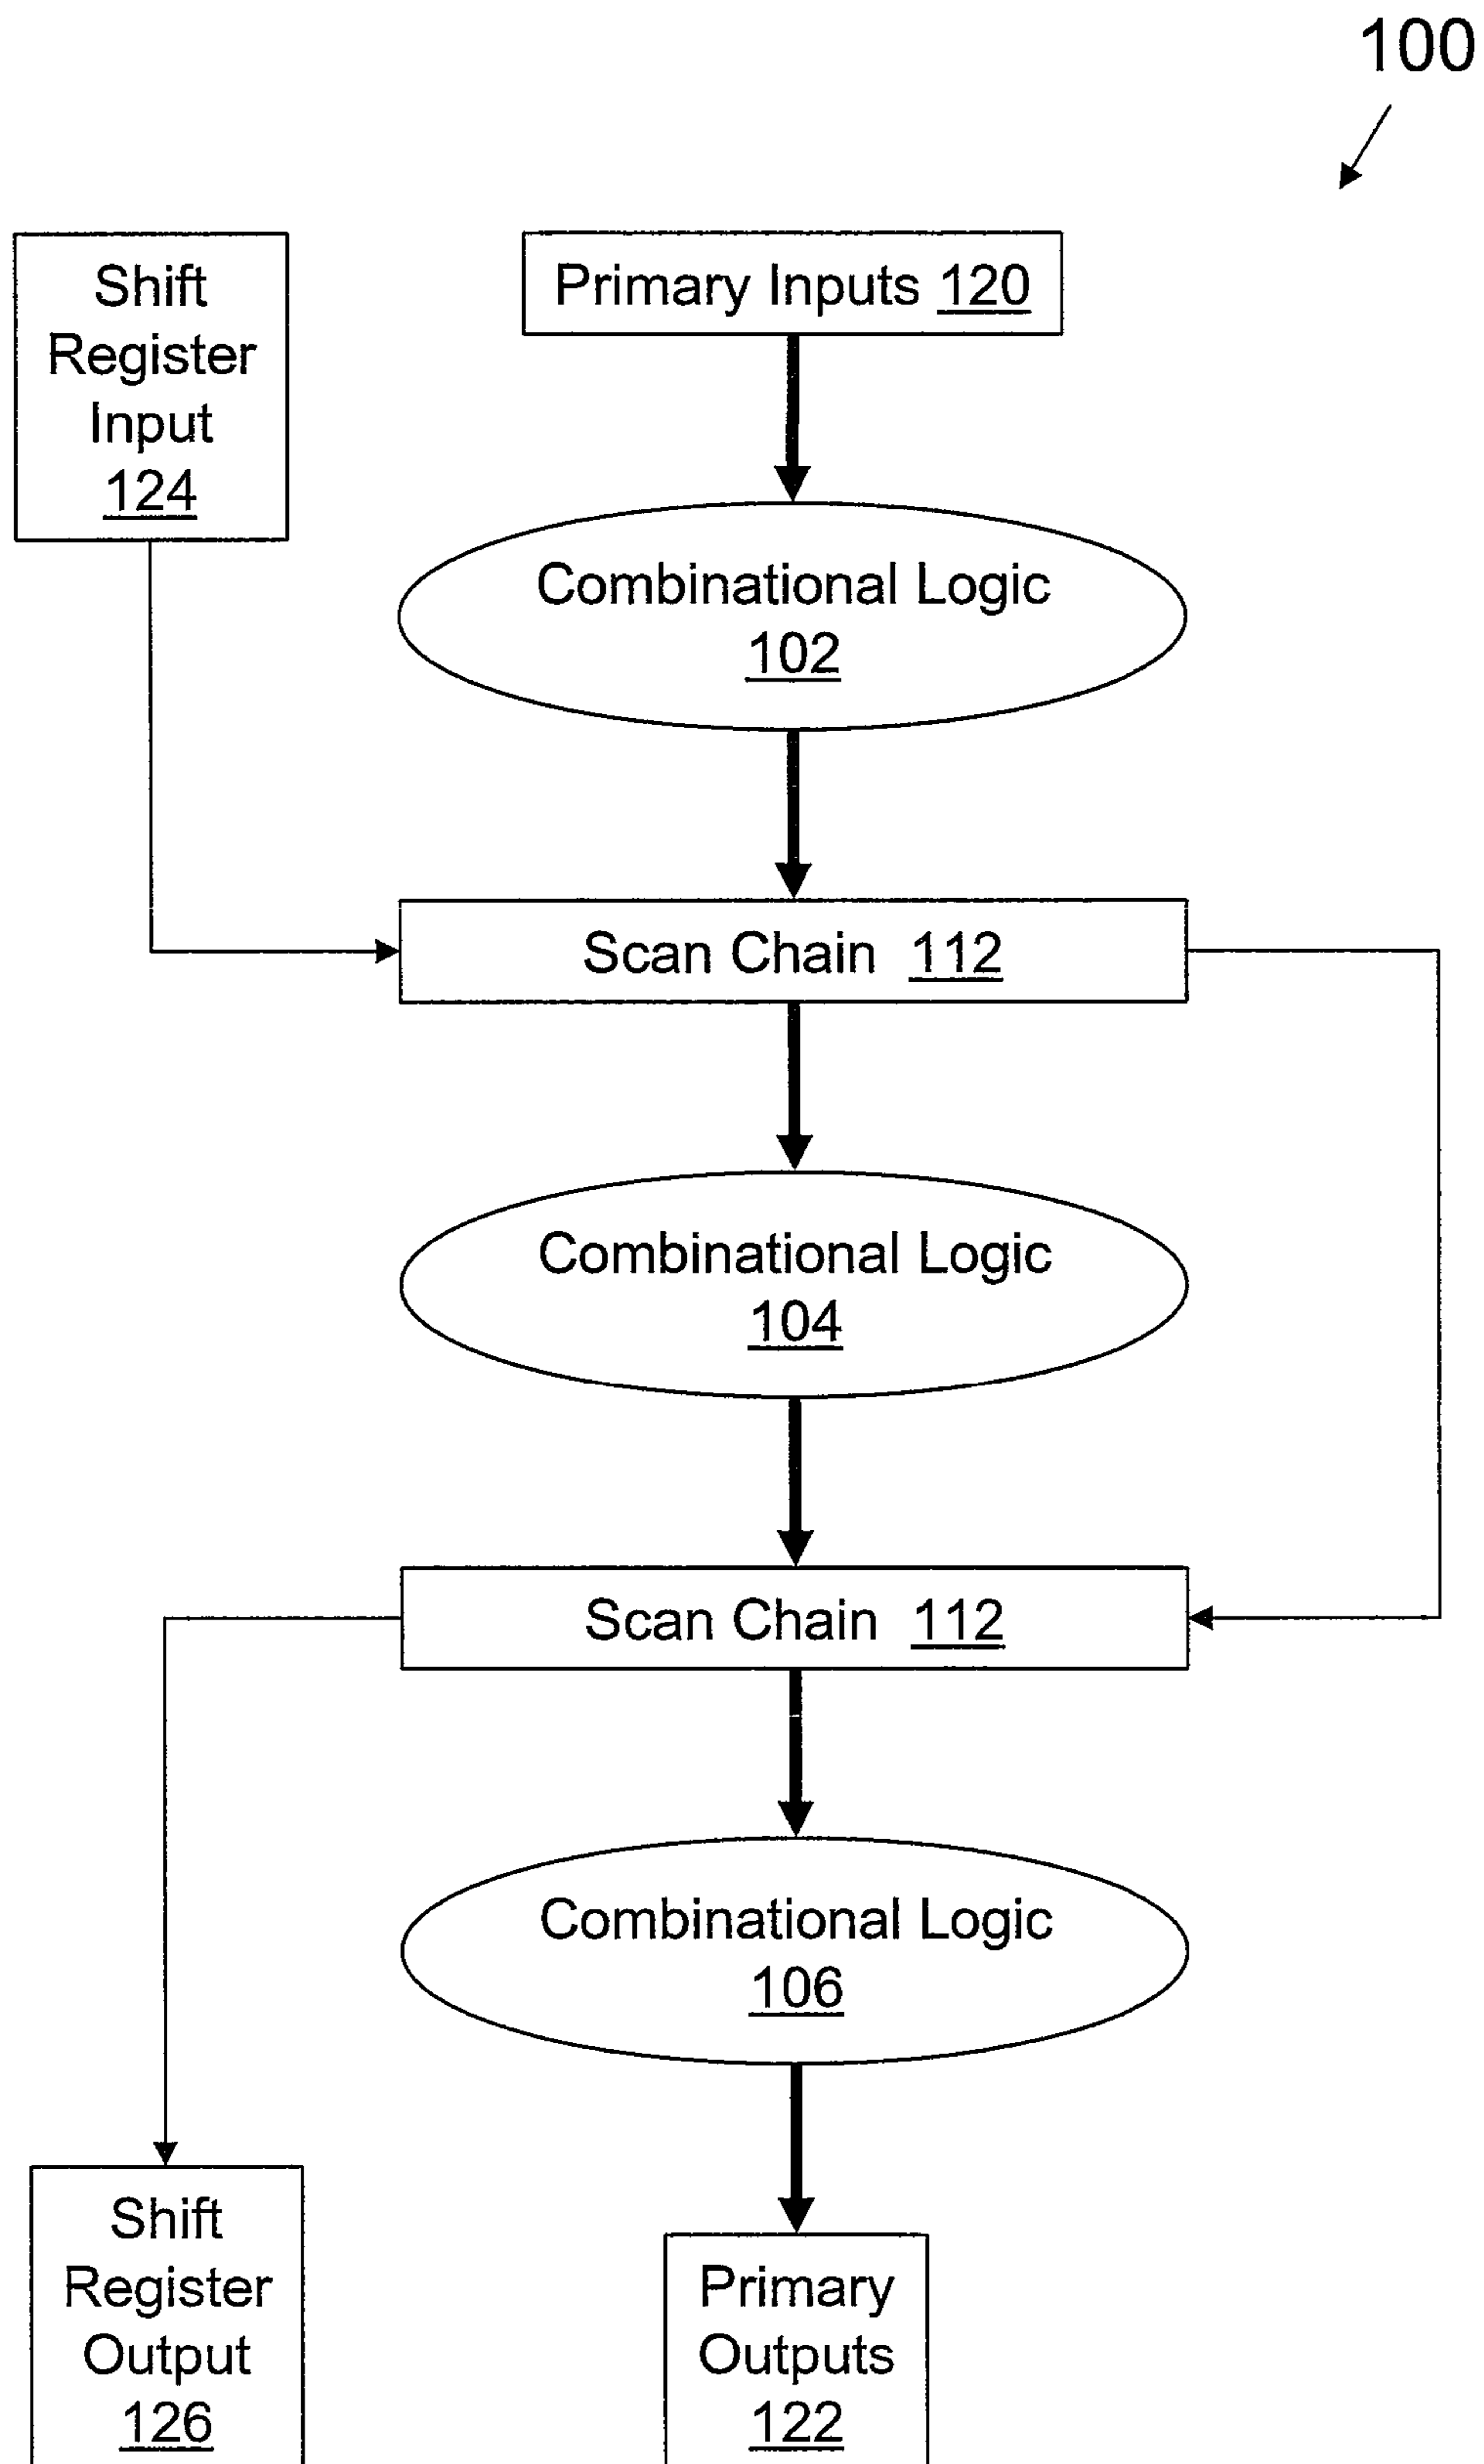 100
Shift
Register
Input
124
Primary Inputs 120
Combinational Logic
102
Scan Chain 112
Combinational Logic
104
Scan Chain 112
Combinational Logic
106
Shift
Register
Output
126
Primary
Outputs
122